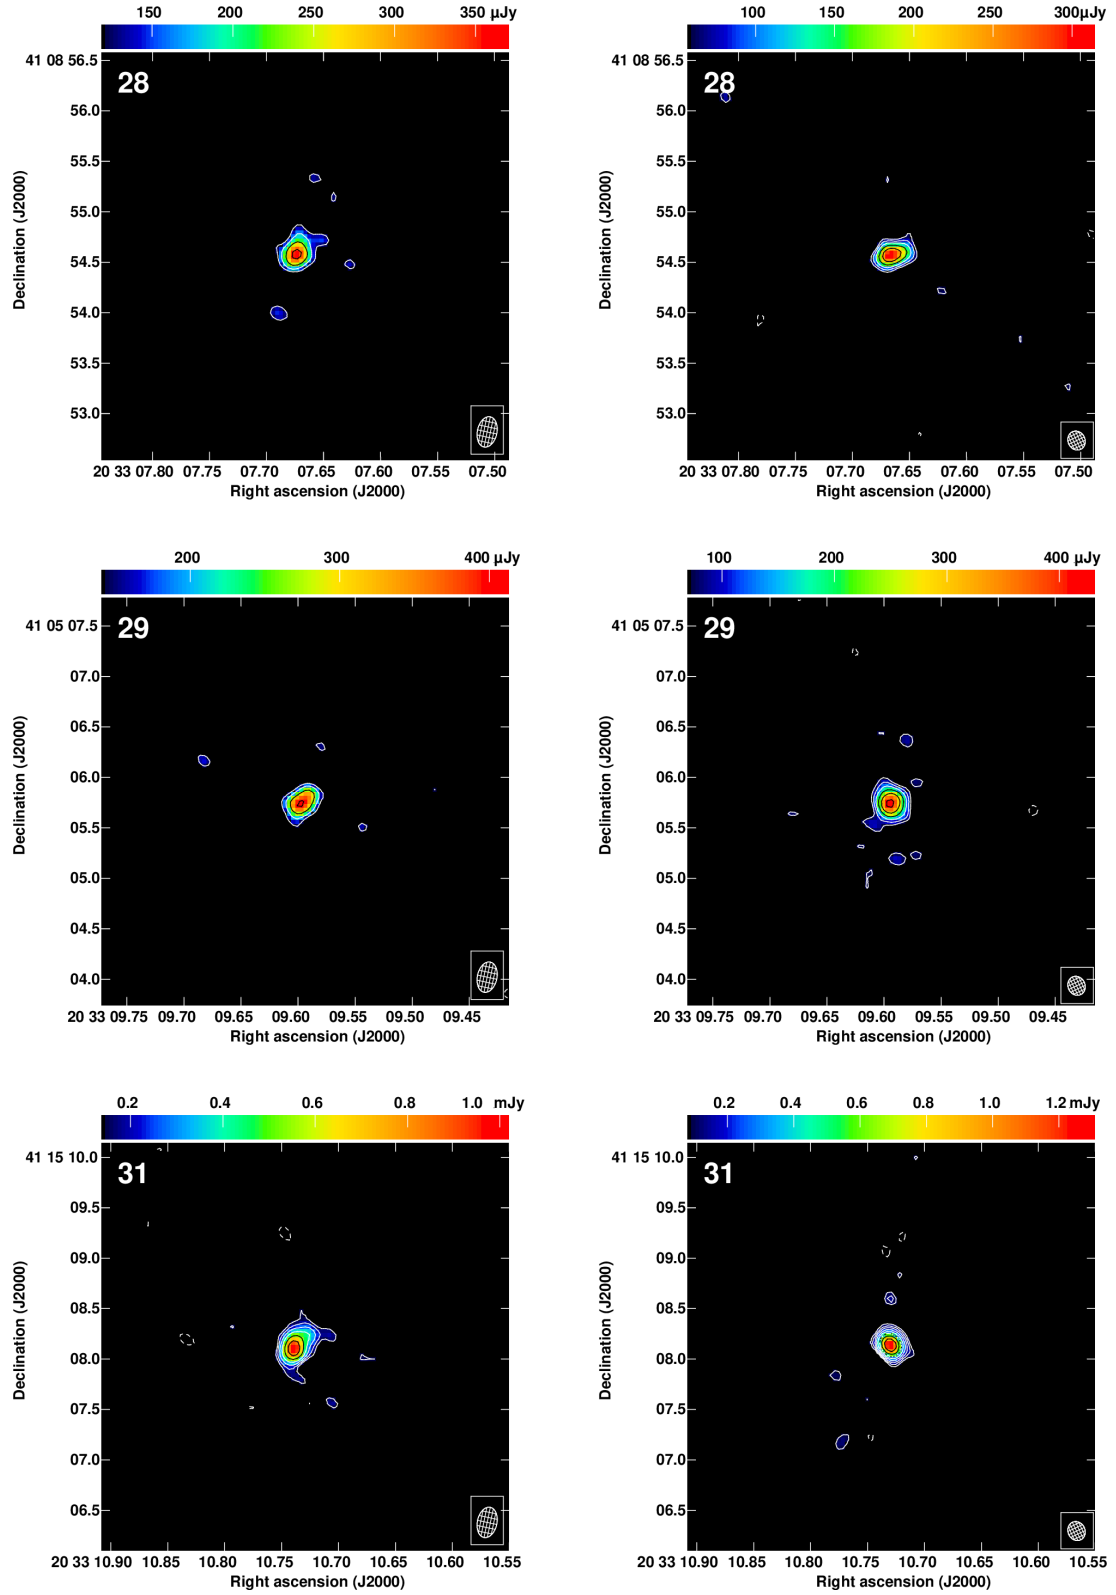 150 200 250 300 350 μJy
41 08 56.5
28
56.0
55.5
55.0
54.5
54.0
53.5
53.0
Declination (J2000)
20 33 07.80 07.75 07.70 07.65 07.60 07.55 07.50
Right ascension (J2000)
100 150 200 250 300μJy
41 08 56.5
28
56.0
55.5
55.0
54.5
54.0
53.5
53.0
Declination (J2000)
20 33 07.80 07.75 07.70 07.65 07.60 07.55 07.50
Right ascension (J2000)
200 300 400 μJy
41 05 07.5
29
07.0
06.5
06.0
05.5
05.0
04.5
04.0
Declination (J2000)
20 33 09.75 09.70 09.65 09.60 09.55 09.50 09.45
Right ascension (J2000)
100 200 300 400 μJy
41 05 07.5
29
07.0
06.5
06.0
05.5
05.0
04.5
04.0
Declination (J2000)
20 33 09.75 09.70 09.65 09.60 09.55 09.50 09.45
Right ascension (J2000)
0.2 0.4 0.6 0.8 1.0 mJy
41 15 10.0
31
09.5
09.0
08.5
08.0
07.5
07.0
06.5
Declination (J2000)
20 33 10.90 10.85 10.80 10.75 10.70 10.65 10.60 10.55
Right ascension (J2000)
0.2 0.4 0.6 0.8 1.0 1.2 mJy
41 15 10.0
31
09.5
09.0
08.5
08.0
07.5
07.0
06.5
Declination (J2000)
20 33 10.90 10.85 10.80 10.75 10.70 10.65 10.60 10.55
Right ascension (J2000)